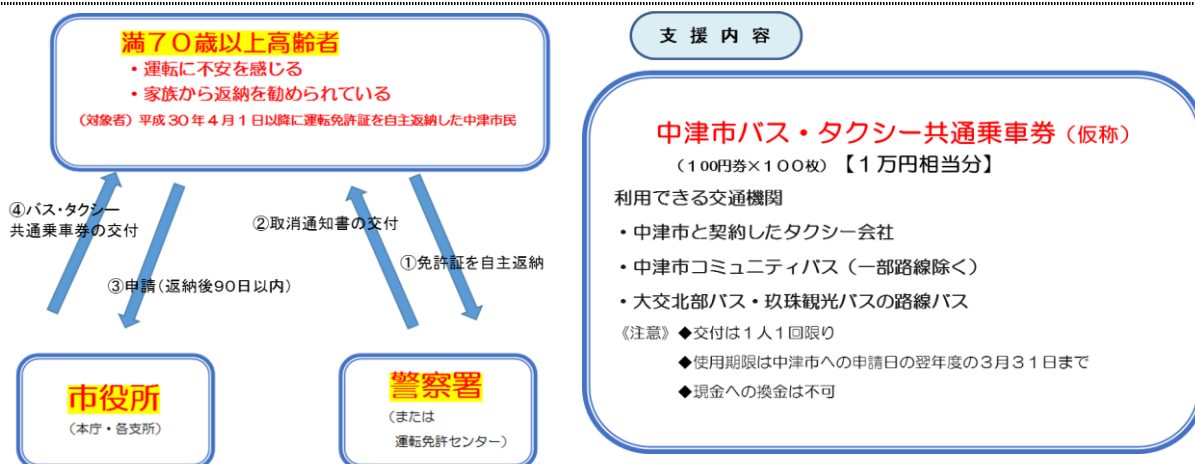 満７０歳以上高齢者
・運転に不安を感じる
・家族から返納を勧められている
（対象者）平成30年４月１日以降に運転免許証を自主返納した中津市民
④バス・タクシー
共通乗車券の交付
②取消通知書の交付
①免許証を自主返納
③申請（返納後90日以内）
市役所
（本庁・各支所）
警察署
（または
運転免許センター）
支援内容
中津市バス・タクシー共通乗車券（仮称）
（１００円券×１００枚）【１万円相当分】
利用できる交通機関
・中津市と契約したタクシー会社
・中津市コミュニティバス（一部路線除く）
・大交北部バス・玖珠観光バスの路線バス
《注意》◆交付は１人１回限り
◆使用期限は中津市への申請日の翌年度の３月３１日まで
◆現金への換金は不可